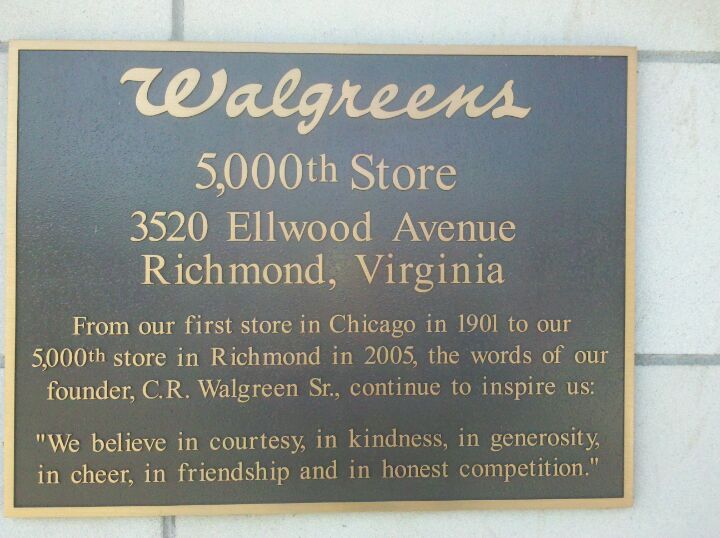 Walgreens
5,000th Store
3520 Ellwood Avenue
Richmond, Virginia
From our first store in Chicago in 1901 to our
5,000th store in Richmond in 2005, the words of our
founder, C.R. Walgreen Sr., continue to inspire us:
"We believe in courtesy, in kindness, in generosity,
in cheer, in friendship and in honest competition."